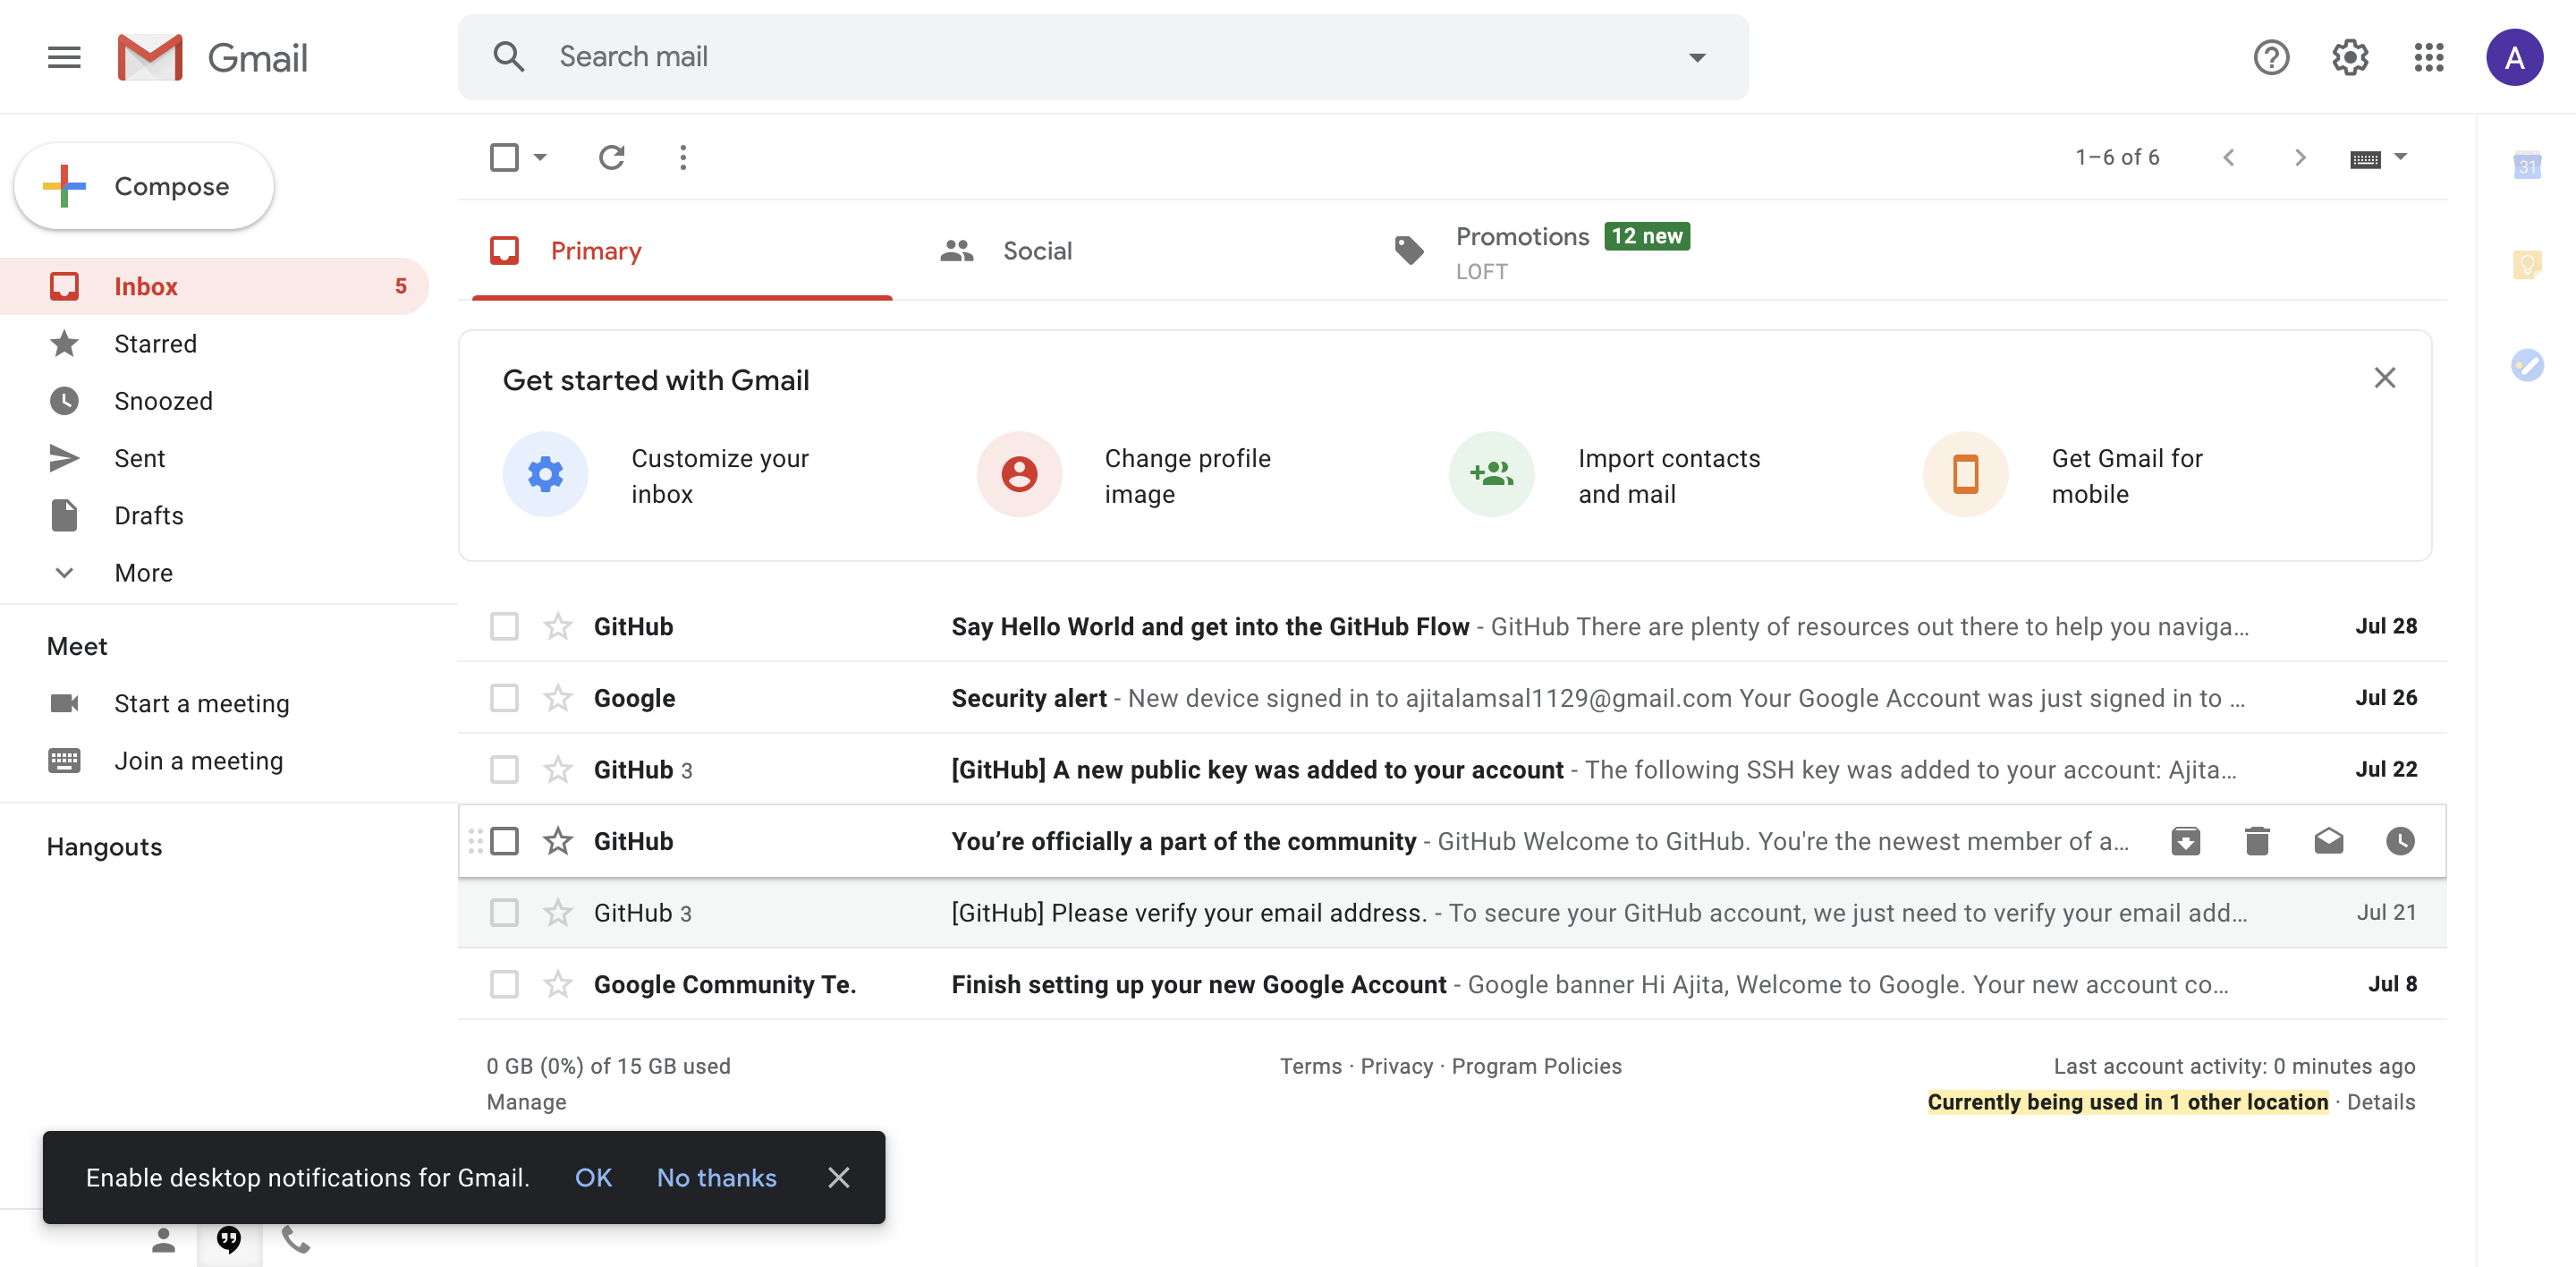 Gmail
Search mail
A
Compose
1–6 of 6
31
Inbox 5
Starred
Snoozed
Sent
Drafts
More
Meet
Start a meeting
Join a meeting
Hangouts
Primary
Social
Promotions 12 new
LOFT
Get started with Gmail
Customize your
inbox
Change profile
image
Import contacts
and mail
Get Gmail for
mobile
GitHub Say Hello World and get into the GitHub Flow - GitHub There are plenty of resources out there to help you naviga... Jul 28
Google Security alert - New device signed in to ajitalamsal1129@gmail.com Your Google Account was just signed in to ... Jul 26
GitHub 3 [GitHub] A new public key was added to your account - The following SSH key was added to your account: Ajita... Jul 22
GitHub You’re officially a part of the community - GitHub Welcome to GitHub. You're the newest member of a...
GitHub 3 [GitHub] Please verify your email address. - To secure your GitHub account, we just need to verify your email add... Jul 21
Google Community Te. Finish setting up your new Google Account - Google banner Hi Ajita, Welcome to Google. Your new account co... Jul 8
0 GB (0%) of 15 GB used
Manage
Terms · Privacy · Program Policies
Last account activity: 0 minutes ago
Currently being used in 1 other location · Details
Enable desktop notifications for Gmail. OK No thanks